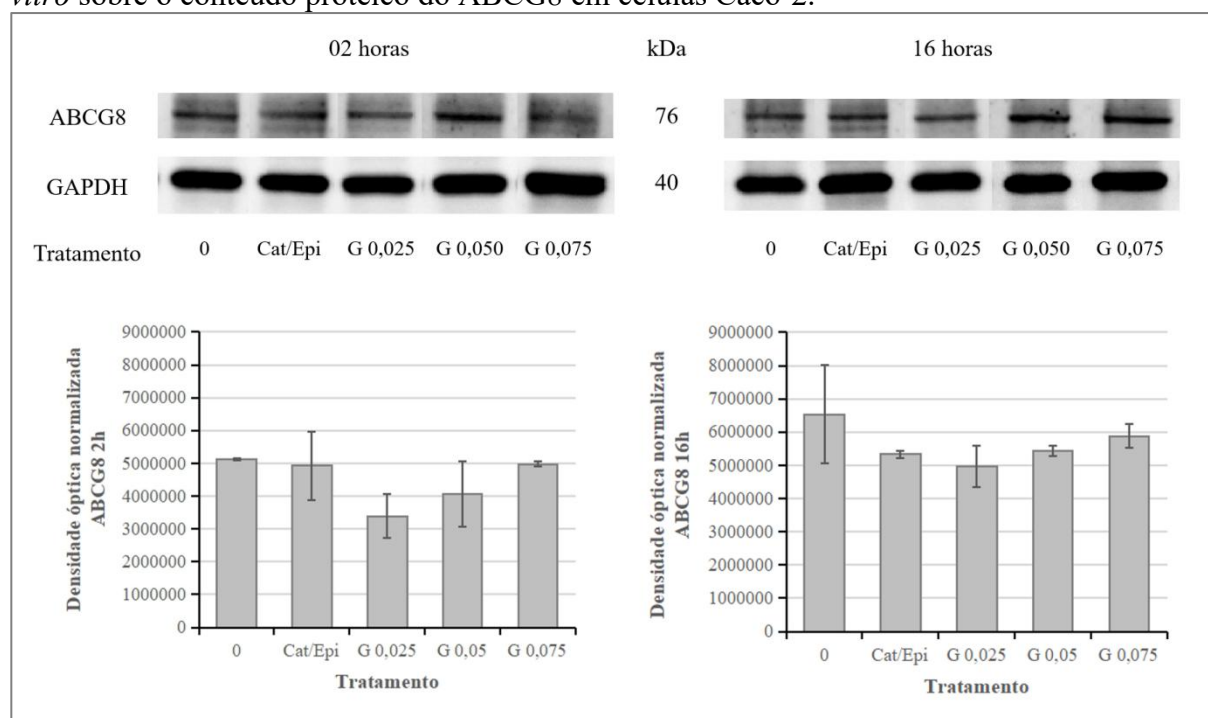 vitro sobre o conteúdo proteico do ABCG8 em células Caco-2.
02 horas kDa 16 horas
ABCG8 76
GAPDH 40
Tratamento 0 Cat/Epi G 0,025 G 0,050 G 0,075 0 Cat/Epi G 0,025 G 0,050 G 0,075
Densidade óptica normalizada
ABCG8 2h
9000000
8000000
7000000
6000000
5000000
4000000
3000000
2000000
1000000
0
0 Cat/Epi G 0,025 G 0,05 G 0,075
Tratamento
Densidade óptica normalizada
ABCG8 16h
9000000
8000000
7000000
6000000
5000000
4000000
3000000
2000000
1000000
0
0 Cat/Epi G 0,025 G 0,05 G 0,075
Tratamento